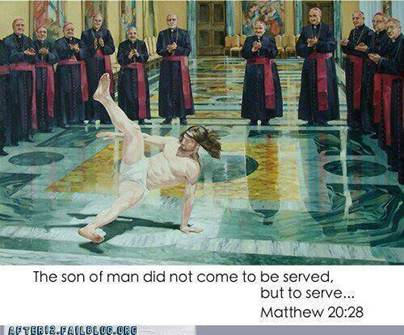 The son of man did not come to be served,
but to serve...
Matthew 20:28
AFTER12.FAILBLOG.ORG